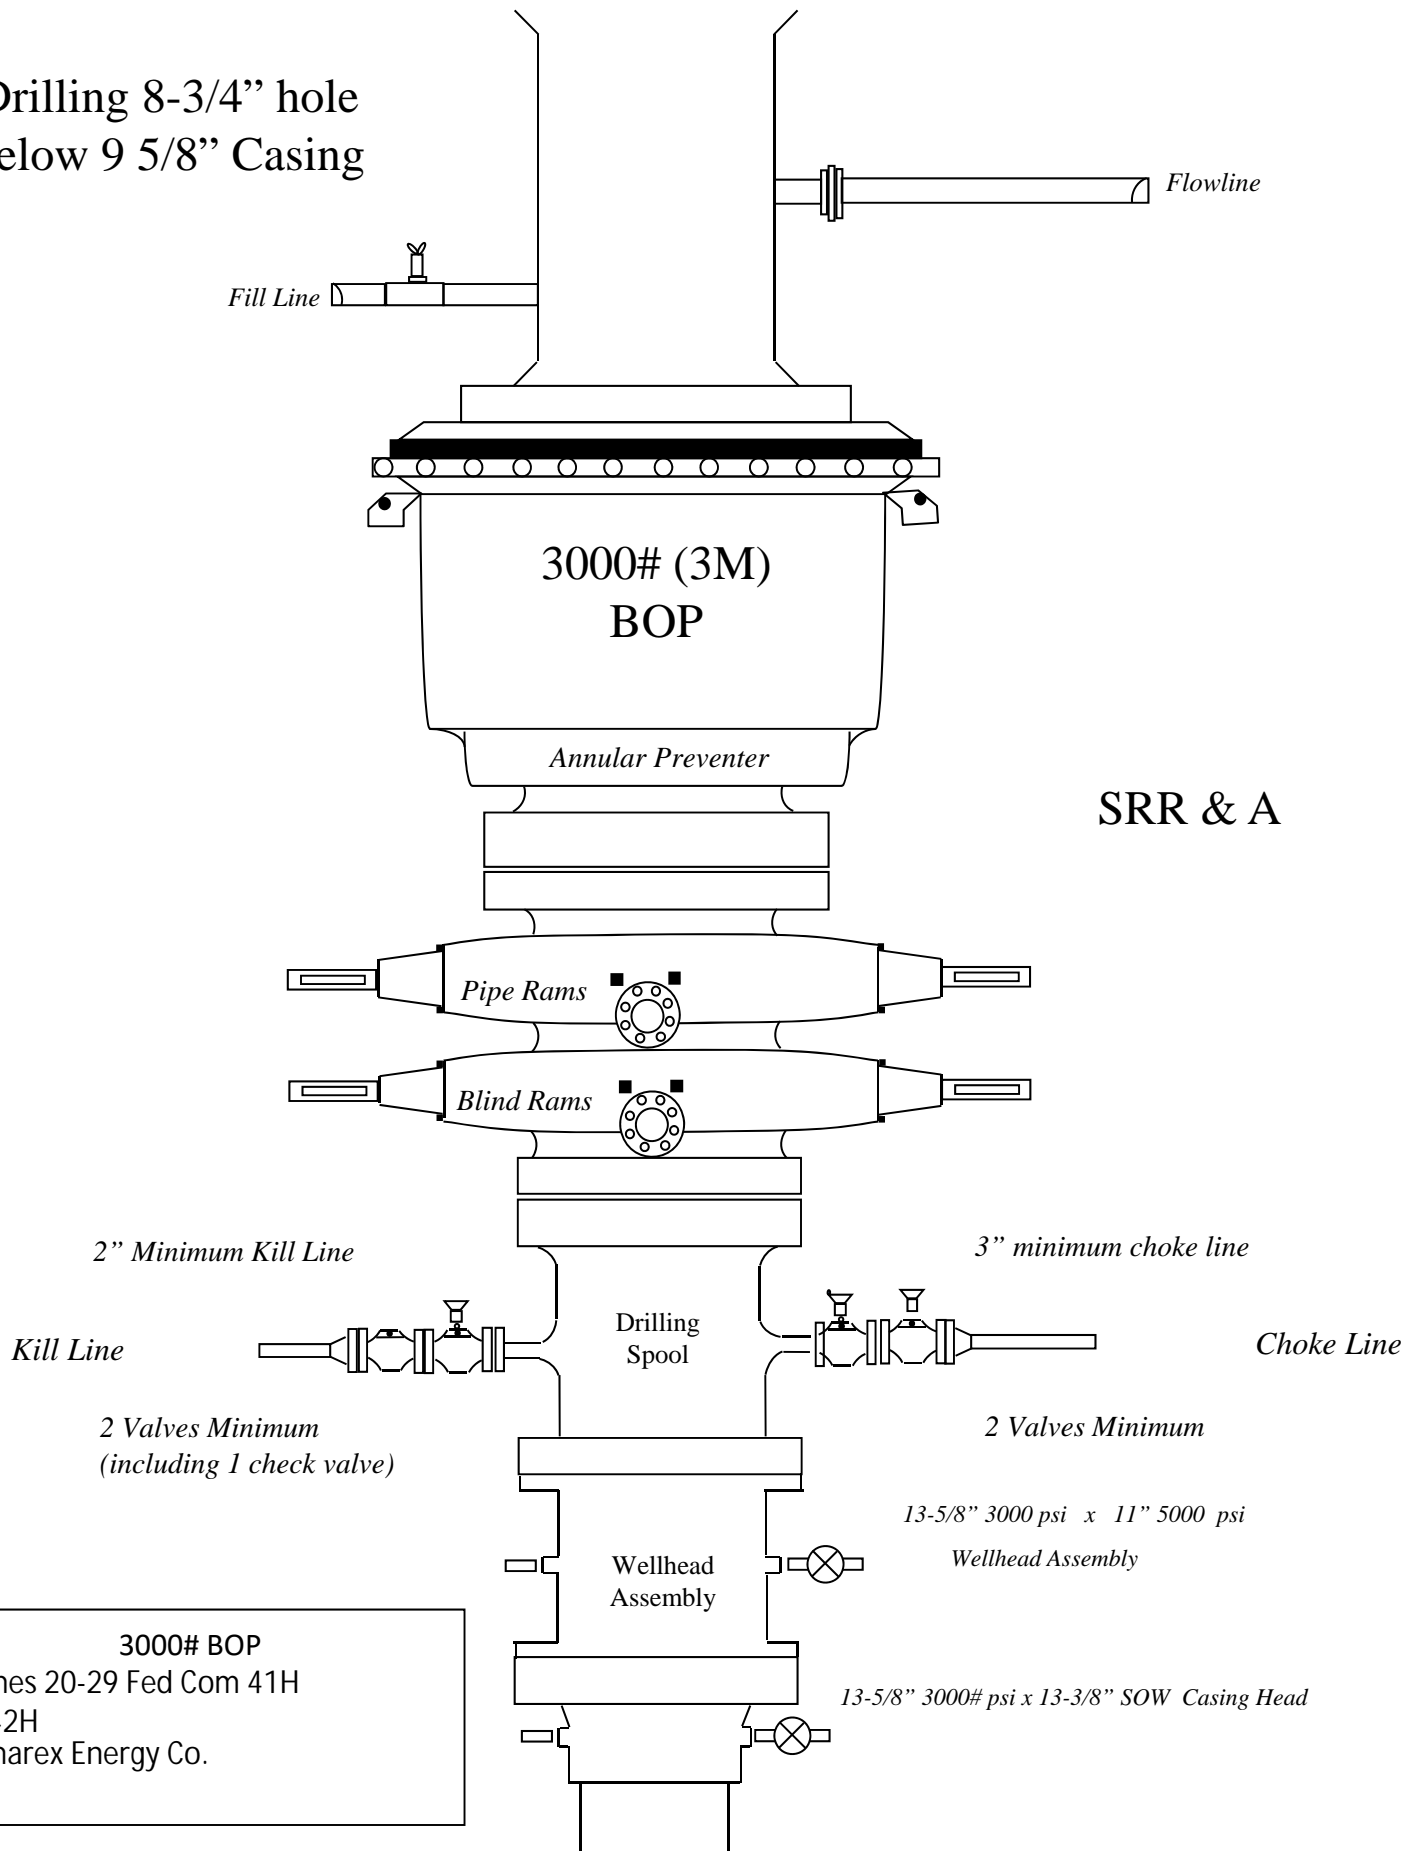 Drilling 8-3/4” hole
elow 9 5/8” Casing
Flowline
Fill Line
3000# (3M)
BOP
Annular Preventer
SRR & A
Pipe Rams
Blind Rams
2” Minimum Kill Line
3” minimum choke line
Drilling
Spool
Kill Line
Choke Line
2 Valves Minimum
(including 1 check valve)
2 Valves Minimum
13-5/8” 3000 psi x 11” 5000 psi
Wellhead Assembly
Wellhead
Assembly
3000# BOP
nes 20-29 Fed Com 41H
2H
marex Energy Co.
13-5/8” 3000# psi x 13-3/8” SOW Casing Head